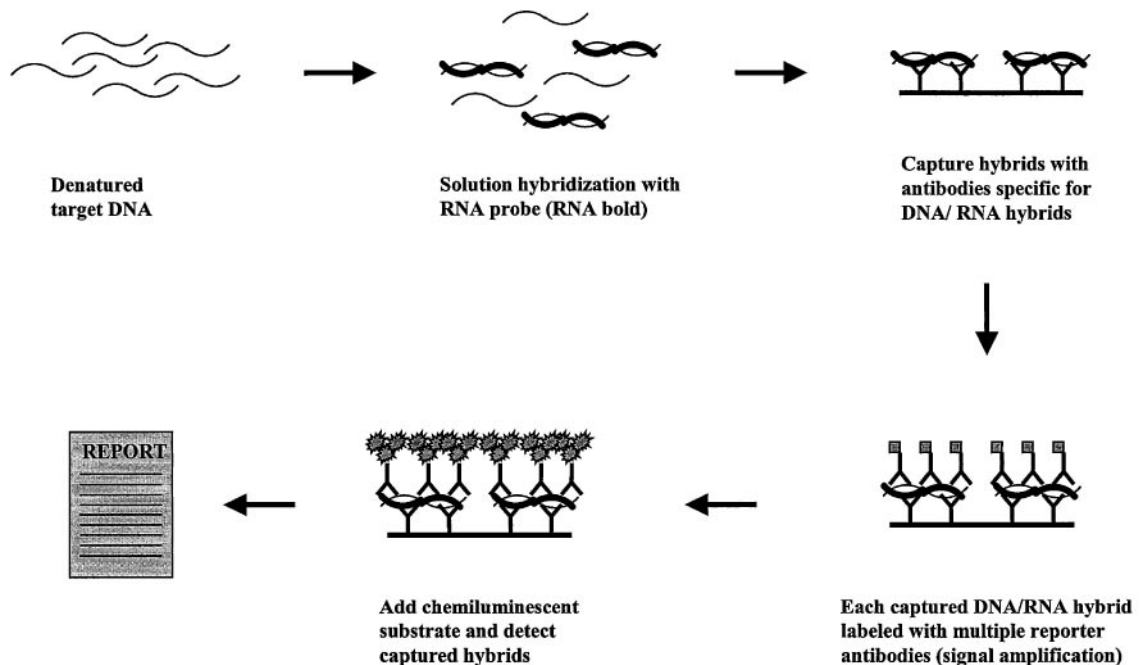 Denatured
target DNA
Solution hybridization with
RNA probe (RNA bold)
Capture hybrids with
antibodies specific for
DNA/ RNA hybrids
Each captured DNA/RNA hybrid
labeled with multiple reporter
antibodies (signal amplification)
Add chemiluminescent
substrate and detect
captured hybrids
REPORT